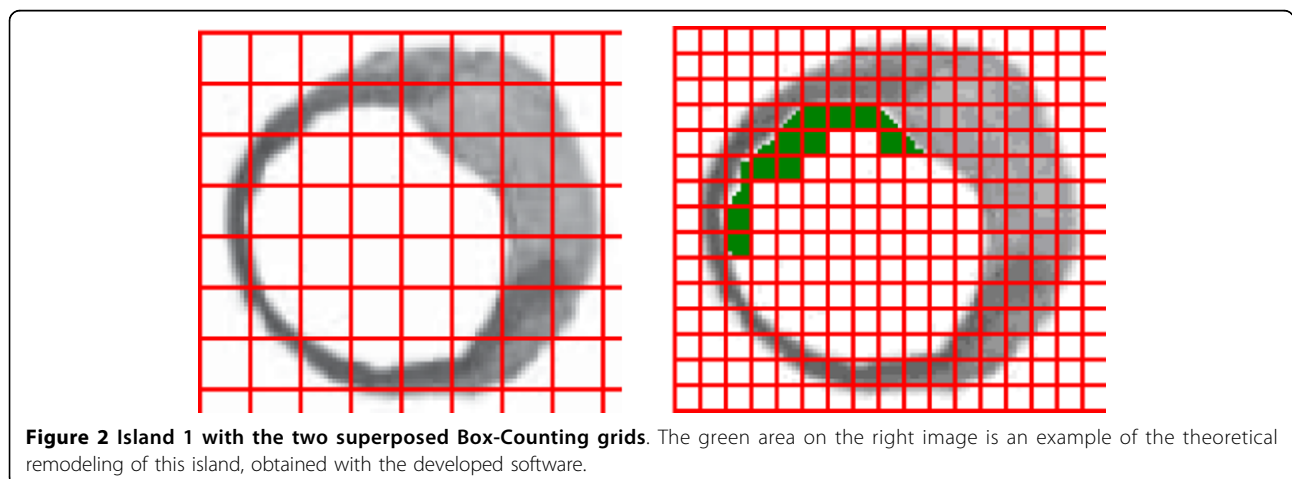 Figure 2 Island 1 with the two superposed Box-Counting grids. The green area on the right image is an example of the theoretical
remodeling of this island, obtained with the developed software.